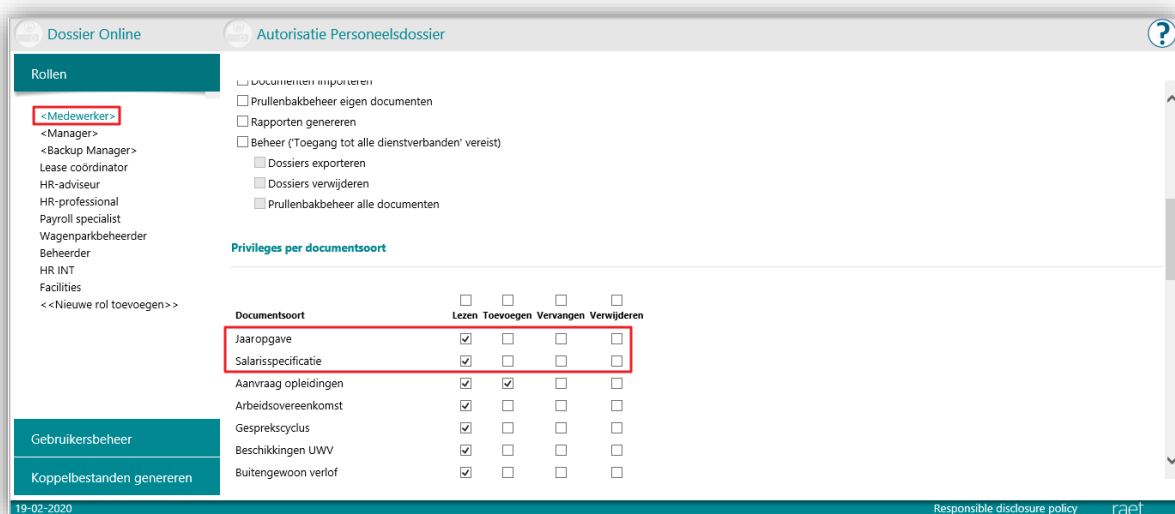 Dossier Online
Autorisatie Personeelsdossier
?
Rollen
<Medewerker>
<Manager>
<Backup Manager>
Lease coördinator
HR-adviseur
HR-professional
Payroll specialist
Wagenparkbeheerder
Beheerder
HR INT
Facilities
<<Nieuwe rol toevoegen>>
Gebruikersbeheer
Koppelbestanden genereren
Documenten importeren
Prullenbakbeheer eigen documenten
Rapporten genereren
Beheer ('Toegang tot alle dienstverbanden' vereist)
Dossiers exporteren
Dossiers verwijderen
Prullenbakbeheer alle documenten
Privileges per documentsoort
Documentsoort Lezen Toevoegen Vervangen Verwijderen
Jaaropgave
Salarisspecificatie
Aanvraag opleidingen
Arbeidsovereenkomst
Gesprekscyclus
Beschikkingen UWV
Buitengewoon verlof
19-02-2020
Responsible disclosure policy
raet